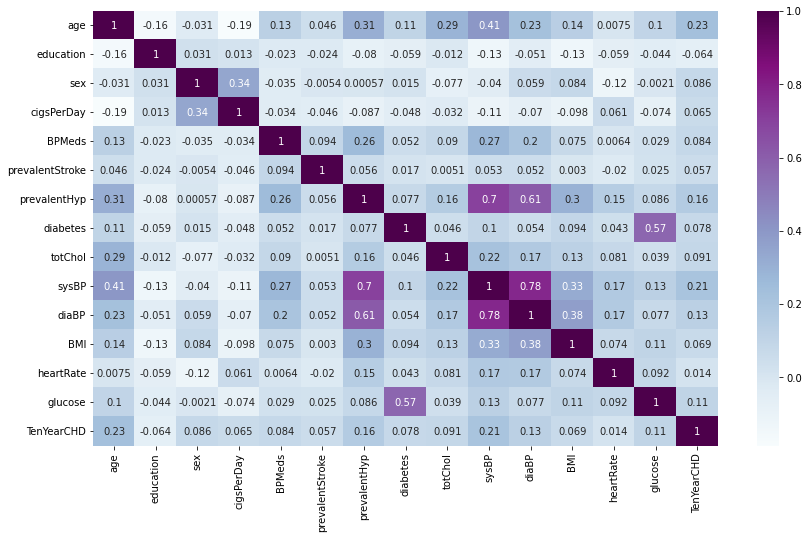 age 1 -0.16 -0.031 -0.19 0.13 0.046 0.31 0.11 0.29 0.41 0.23 0.14 0.0075 0.1 0.23
education -0.16 1 0.031 0.013 -0.023 -0.024 -0.08 -0.059 -0.012 -0.13 -0.051 -0.13 -0.059 -0.044 -0.064
sex -0.031 0.031 1 0.34 -0.035 -0.0054 0.00057 0.015 -0.077 -0.04 0.059 0.084 -0.12 -0.0021 0.086
cigsPerDay -0.19 0.013 0.34 1 -0.034 -0.046 -0.087 -0.048 -0.032 -0.11 -0.07 -0.098 0.061 -0.074 0.065
BPMeds 0.13 -0.023 -0.035 -0.034 1 0.094 0.26 0.052 0.09 0.27 0.2 0.075 0.0064 0.029 0.084
prevalentStroke 0.046 -0.024 -0.0054 -0.046 0.094 1 0.056 0.017 0.0051 0.053 0.052 0.003 -0.02 0.025 0.057
prevalentHyp 0.31 -0.08 0.00057 -0.087 0.26 0.056 1 0.077 0.16 0.7 0.61 0.3 0.15 0.086 0.16
diabetes 0.11 -0.059 0.015 -0.048 0.052 0.017 0.077 1 0.046 0.1 0.054 0.094 0.043 0.57 0.078
totChol 0.29 -0.012 -0.077 -0.032 0.09 0.0051 0.16 0.046 1 0.22 0.17 0.13 0.081 0.039 0.091
sysBP 0.41 -0.13 -0.04 -0.11 0.27 0.053 0.7 0.1 0.22 1 0.78 0.33 0.17 0.13 0.21
diaBP 0.23 -0.051 0.059 -0.07 0.2 0.052 0.61 0.054 0.17 0.78 1 0.38 0.17 0.077 0.13
BMI 0.14 -0.13 0.084 -0.098 0.075 0.003 0.3 0.094 0.13 0.33 0.38 1 0.074 0.11 0.069
heartRate 0.0075 -0.059 -0.12 0.061 0.0064 -0.02 0.15 0.043 0.081 0.17 0.17 0.074 1 0.092 0.014
glucose 0.1 -0.044 -0.0021 -0.074 0.029 0.025 0.086 0.57 0.039 0.13 0.077 0.11 0.092 1 0.11
TenYearCHD 0.23 -0.064 0.086 0.065 0.084 0.057 0.16 0.078 0.091 0.21 0.13 0.069 0.014 0.11 1
age education sex cigsPerDay BPMeds prevalentStroke prevalentHyp diabetes totChol sysBP diaBP BMI heartRate glucose TenYearCHD
1.0
0.8
0.6
0.4
0.2
0.0